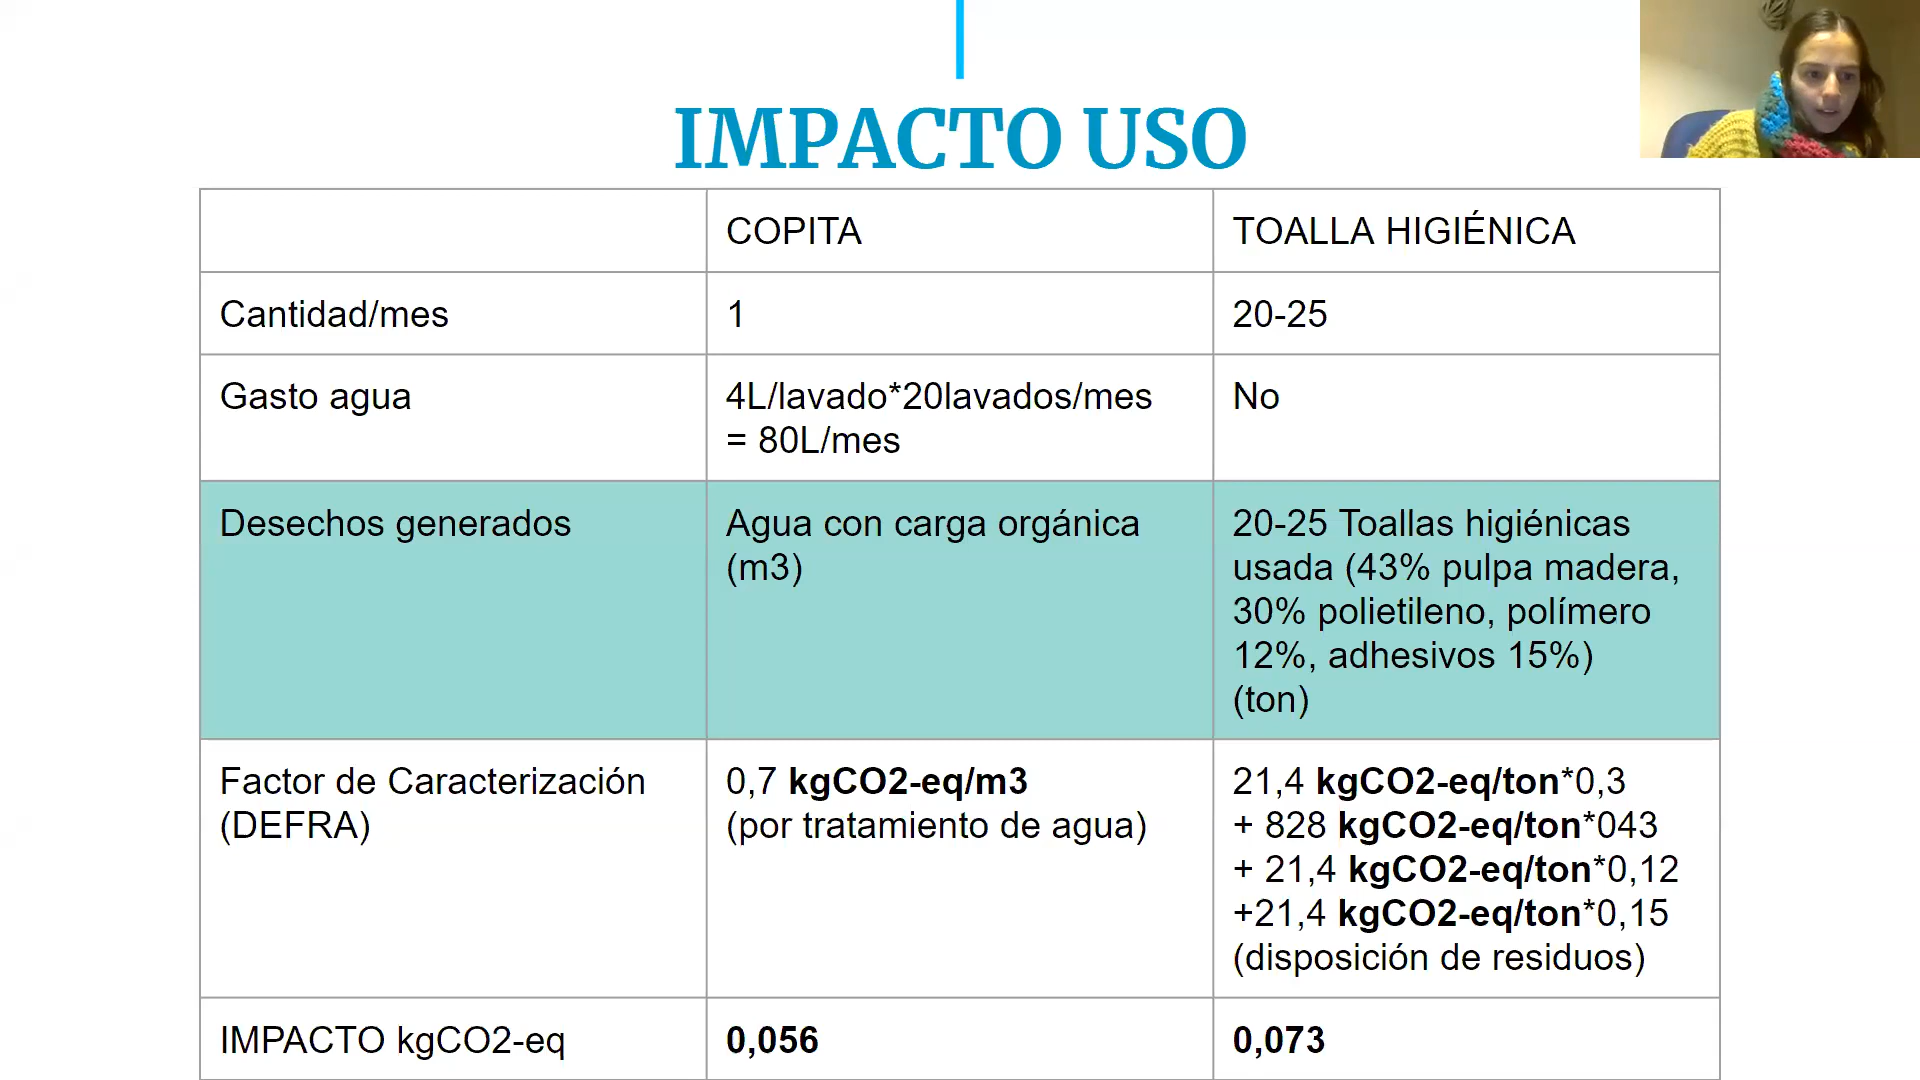 IMPACTO USO
COPITA
TOALLA HIGIÉNICA
Cantidad/mes
1
20-25
Gasto agua
4L/lavado*20lavados/mes
= 80L/mes
No
Desechos generados
Agua con carga orgánica
(m3)
20-25 Toallas higiénicas
usada (43% pulpa madera,
30% polietileno, polímero
12%, adhesivos 15%)
(ton)
Factor de Caracterización
(DEFRA)
0,7 kgCO2-eq/m3
(por tratamiento de agua)
21,4 kgCO2-eq/ton*0,3
+ 828 kgCO2-eq/ton*043
+ 21,4 kgCO2-eq/ton*0,12
+21,4 kgCO2-eq/ton*0,15
(disposición de residuos)
IMPACTO kgCO2-eq
0,056
0,073